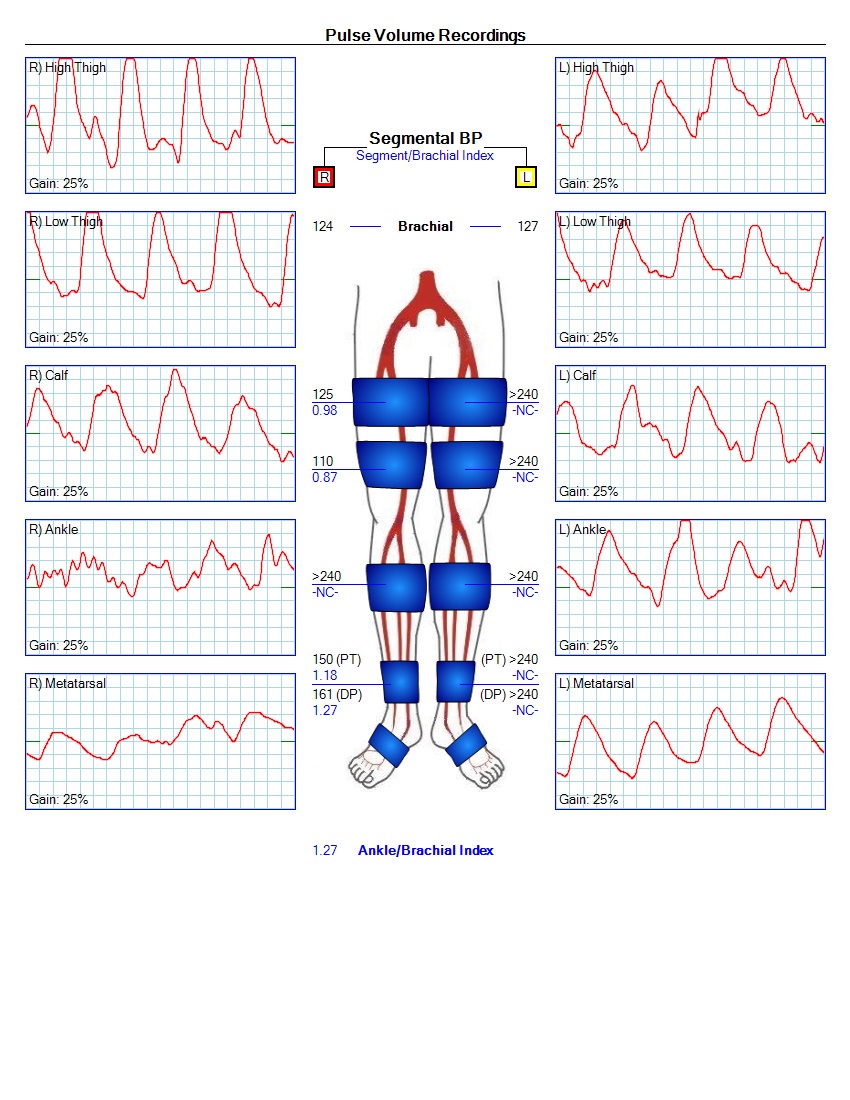 Pulse Volume Recordings
R) High Thigh
Gain: 25%
L) High Thigh
Gain: 25%
Segmental BP
Segment/Brachial Index
R
L
124 Brachial 127
R) Low Thigh
Gain: 25%
L) Low Thigh
Gain: 25%
R) Calf
Gain: 25%
L) Calf
Gain: 25%
125
0.98
>240
-NC-
110
0.87
>240
-NC-
R) Ankle
Gain: 25%
L) Ankle
Gain: 25%
>240
-NC-
>240
-NC-
150 (PT)
1.18
161 (DP)
1.27
(PT) >240
-NC-
(DP) >240
-NC-
R) Metatarsal
Gain: 25%
L) Metatarsal
Gain: 25%
1.27 Ankle/Brachial Index